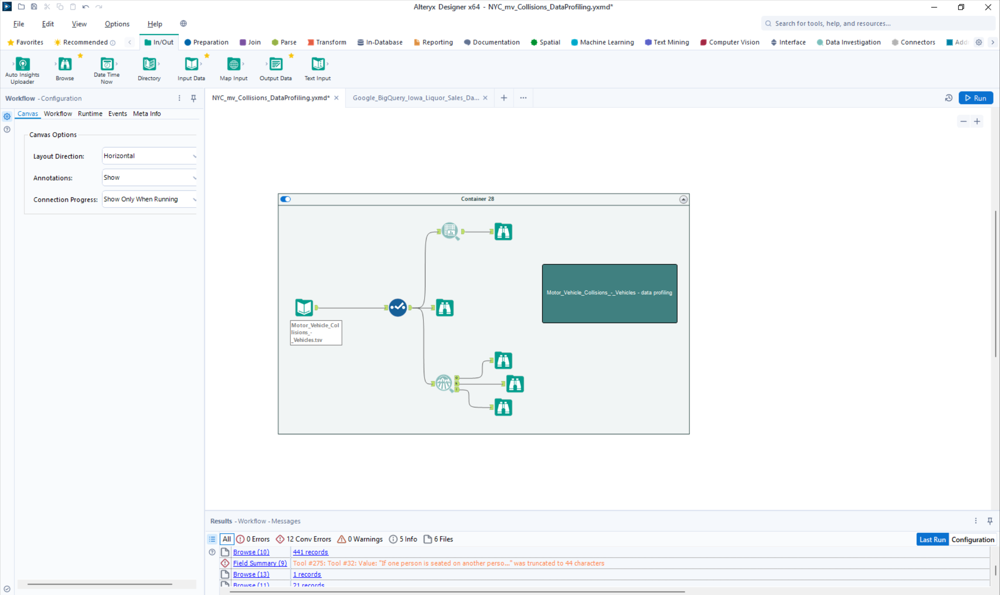 Alteryx Designer x64 - NYC_mv_Collisions_DataProfiling.yxmd*
File Edit View Options Help
Search for tools, help, and resources...
Favorites Recommended In/Out Preparation Join Parse Transform In-Database Reporting Documentation Spatial Machine Learning Text Mining Computer Vision Interface Data Investigation Connectors Add
Auto Insights
Uploader
Browse
Date Time
Now
Directory
Input Data
Map Input
Output Data
Text Input
Workflow - Configuration
NYC_mv_Collisions_DataProfiling.yxmd*
Google_BigQuery_Iowa_Liquor_Sales_Da...
Run
Canvas Workflow Runtime Events Meta Info
Canvas Options
Layout Direction: Horizontal
Annotations: Show
Connection Progress: Show Only When Running
Container 28
Motor_Vehicle_Collisions_-_Vehicles - data profiling
Motor_Vehicle_Col
lisions_-
_Vehicles.tsv
O
R
I
Results - Workflow - Messages
All 0 Errors 12 Conv Errors 0 Warnings 5 Info 6 Files
Last Run Configuration
Browse (10) 441 records
Field Summary (9) Tool #275: Tool #32: Value: "If one person is seated on another perso..." was truncated to 44 characters
Browse (13) 1 records
Browse (11) 21 records